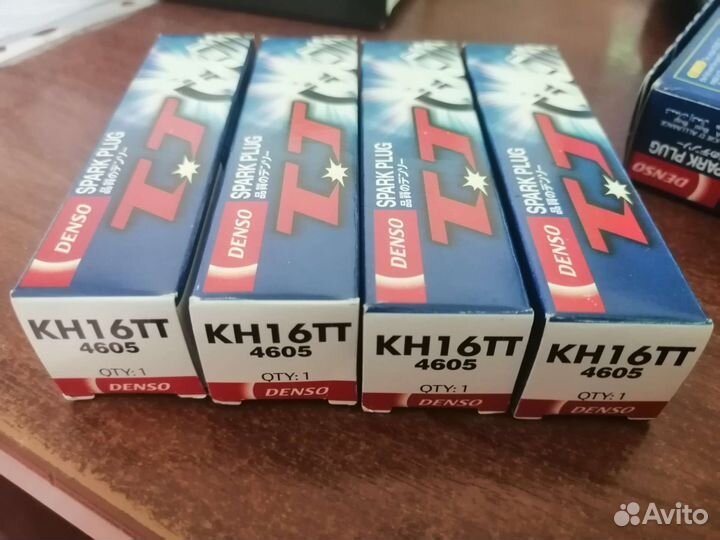 DENSO
SPARK PLUG
品質のデンソー
TT
KH16TT
4605
QTY: 1
DENSO
DENSO
SPARK PLUG
品質のデンソー
TT
KH16TT
4605
QTY: 1
DENSO
DENSO
SPARK PLUG
品質のデンソー
TT
KH16TT
4605
QTY: 1
DENSO
DENSO
SPARK PLUG
品質のデンソー
TT
KH16TT
4605
QTY: 1
DENSO
DENSO
SPARK PLUG
Avito